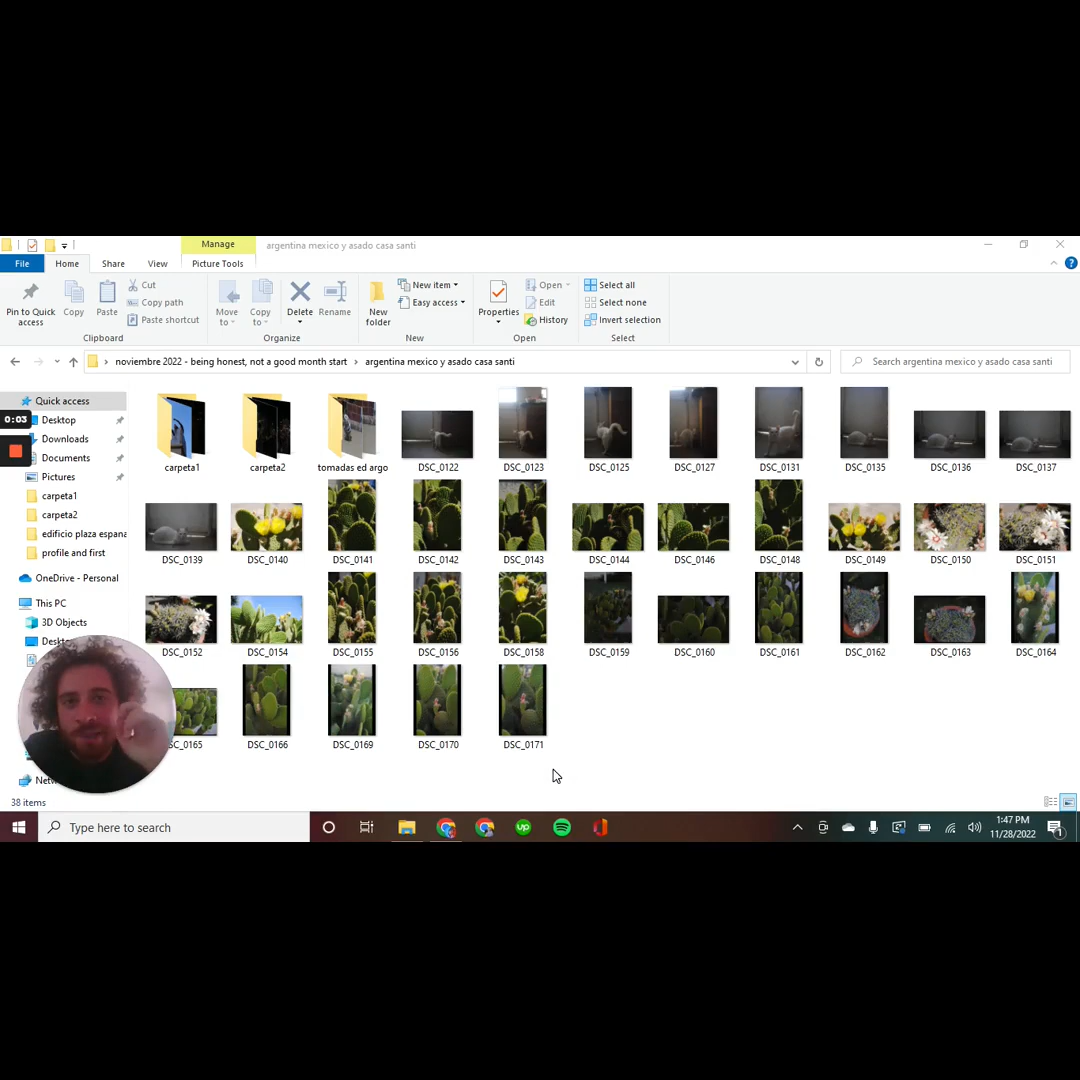 Manage
argentina mexico y asado casa santi
File
Home
Share
View
Picture Tools
Pin to Quick access
Copy
Paste
Cut
Copy path
Paste shortcut
Clipboard
Move to
Copy to
Delete
Rename
Organize
New folder
New item
Easy access
New
Properties
Open
Edit
History
Open
Select all
Select none
Invert selection
Select
noviembre 2022 - being honest, not a good month start
argentina mexico y asado casa santi
Search argentina mexico y asado casa santi
Quick access
0:03
Desktop
Downloads
Documents
Pictures
carpeta1
carpeta2
edificio plaza espana
profile and first
OneDrive - Personal
This PC
3D Objects
carpeta1
carpeta2
tomadas ed argo
DSC_0122
DSC_0123
DSC_0125
DSC_0127
DSC_0131
DSC_0135
DSC_0136
DSC_0137
DSC_0139
DSC_0140
DSC_0141
DSC_0142
DSC_0143
DSC_0144
DSC_0146
DSC_0148
DSC_0149
DSC_0150
DSC_0151
DSC_0152
DSC_0154
DSC_0155
DSC_0156
DSC_0158
DSC_0159
DSC_0160
DSC_0161
DSC_0162
DSC_0163
DSC_0164
SC_0165
DSC_0166
DSC_0169
DSC_0170
DSC_0171
38 items
Type here to search
up
1:47 PM
11/28/2022
1